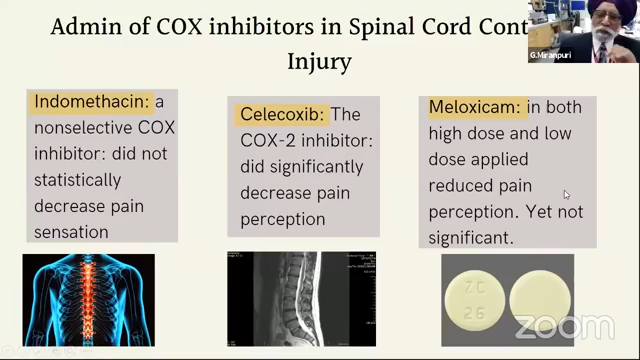 Admin of COX inhibitors in Spinal Cord Cont
Injury
G.Miranpuri
Indomethacin: a
nonselective COX
inhibitor: did not
statistically
decrease pain
sensation
Celecoxib: The
COX-2 inhibitor:
did significantly
decrease pain
perception
Meloxicam: in both
high dose and low
dose applied
reduced pain
perception. Yet not
significant.
ZC
26
zoom